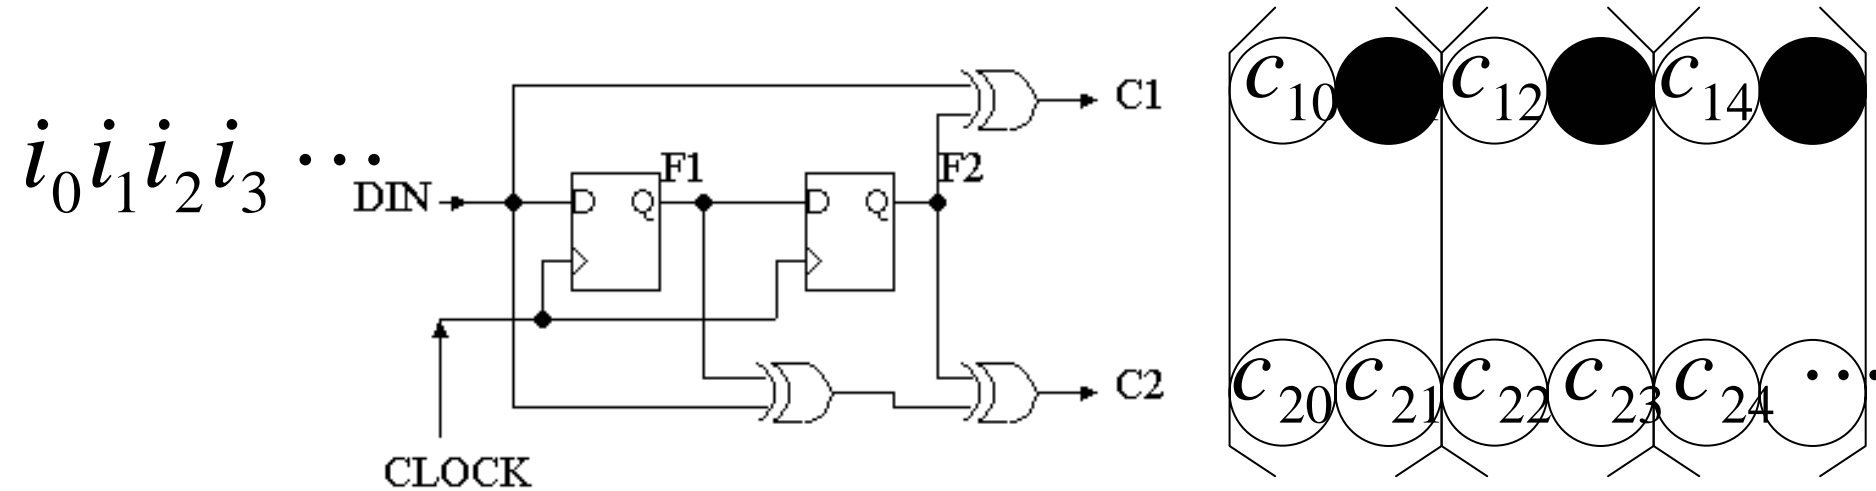 i₀i₁i₂i₃ ···
DIN
D Q F1
D Q F2
CLOCK
C1
C2
c₁₀ c₁₂ c₁₄
c₂₀ c₂₁ c₂₂ c₂₃ c₂₄ ···